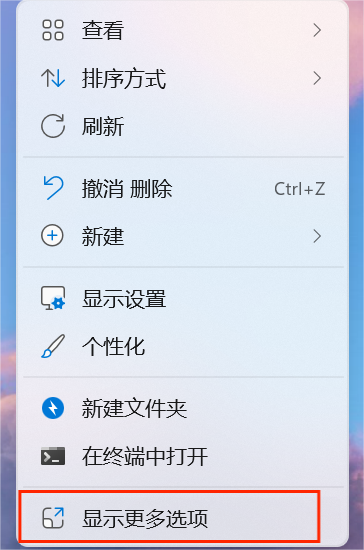 查看
排序方式
刷新
撤消 删除 Ctrl+Z
新建
显示设置
个性化
新建文件夹
在终端中打开
显示更多选项